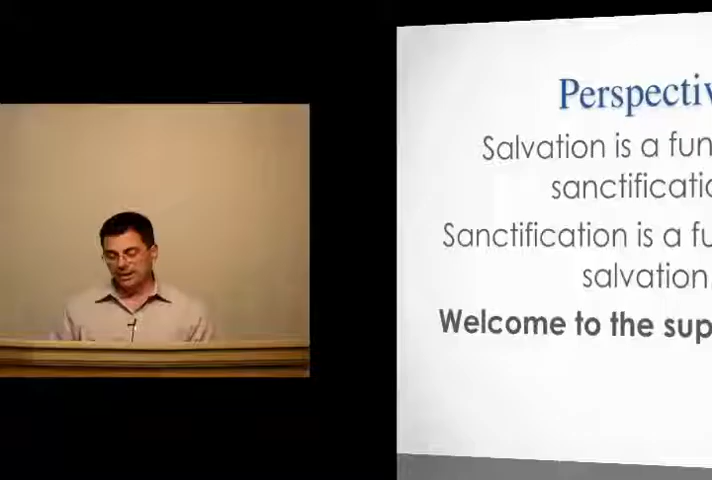 Perspectiv
Salvation is a fun
sanctificatio
Sanctification is a fu
salvation.
Welcome to the sup